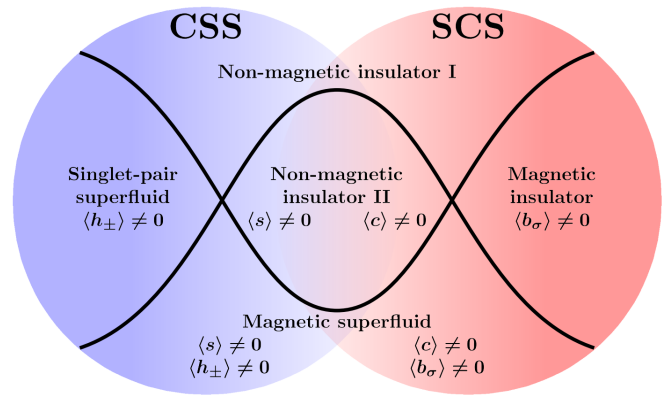 CSS
SCS
Non-magnetic insulator I
Singlet-pair
superfluid
⟨h±⟩ ≠ 0
Non-magnetic
insulator II
⟨s⟩ ≠ 0
⟨c⟩ ≠ 0
Magnetic
insulator
⟨bσ⟩ ≠ 0
Magnetic superfluid
⟨s⟩ ≠ 0
⟨h±⟩ ≠ 0
⟨c⟩ ≠ 0
⟨bσ⟩ ≠ 0